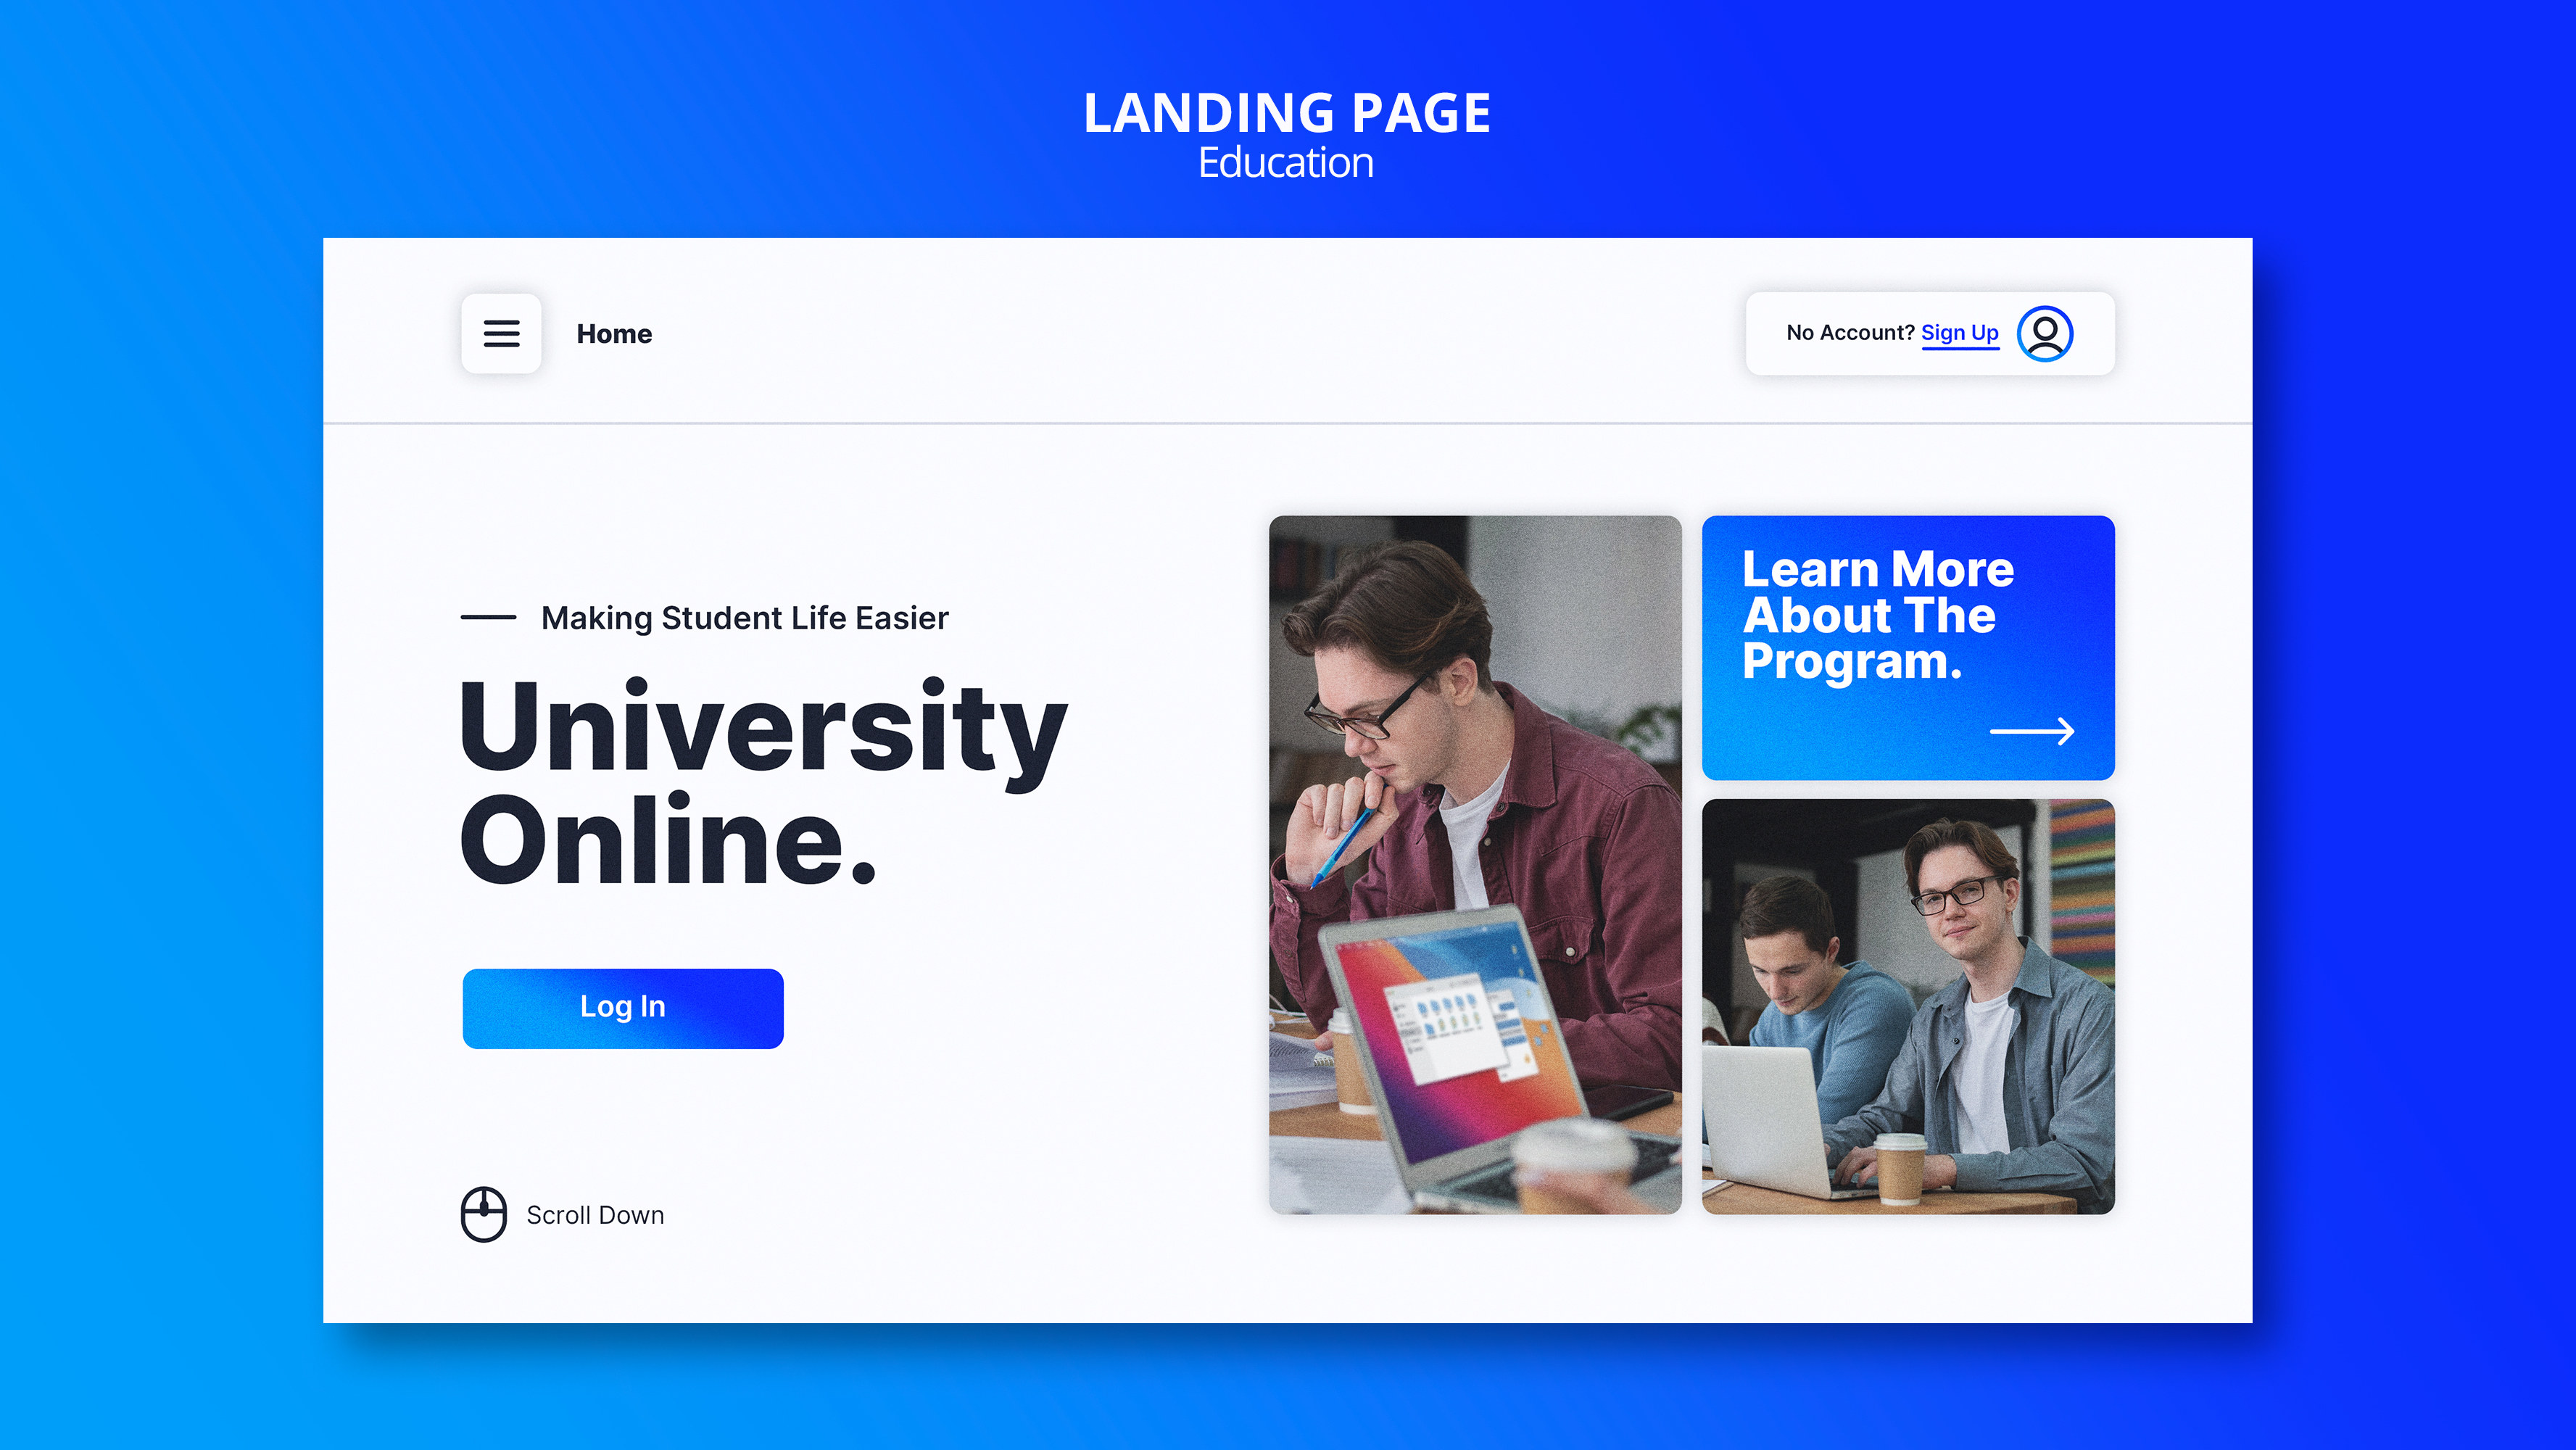 LANDING PAGE
Education
Home
No Account? Sign Up
Making Student Life Easier
University
Online.
Log In
Scroll Down
Learn More
About The
Program.